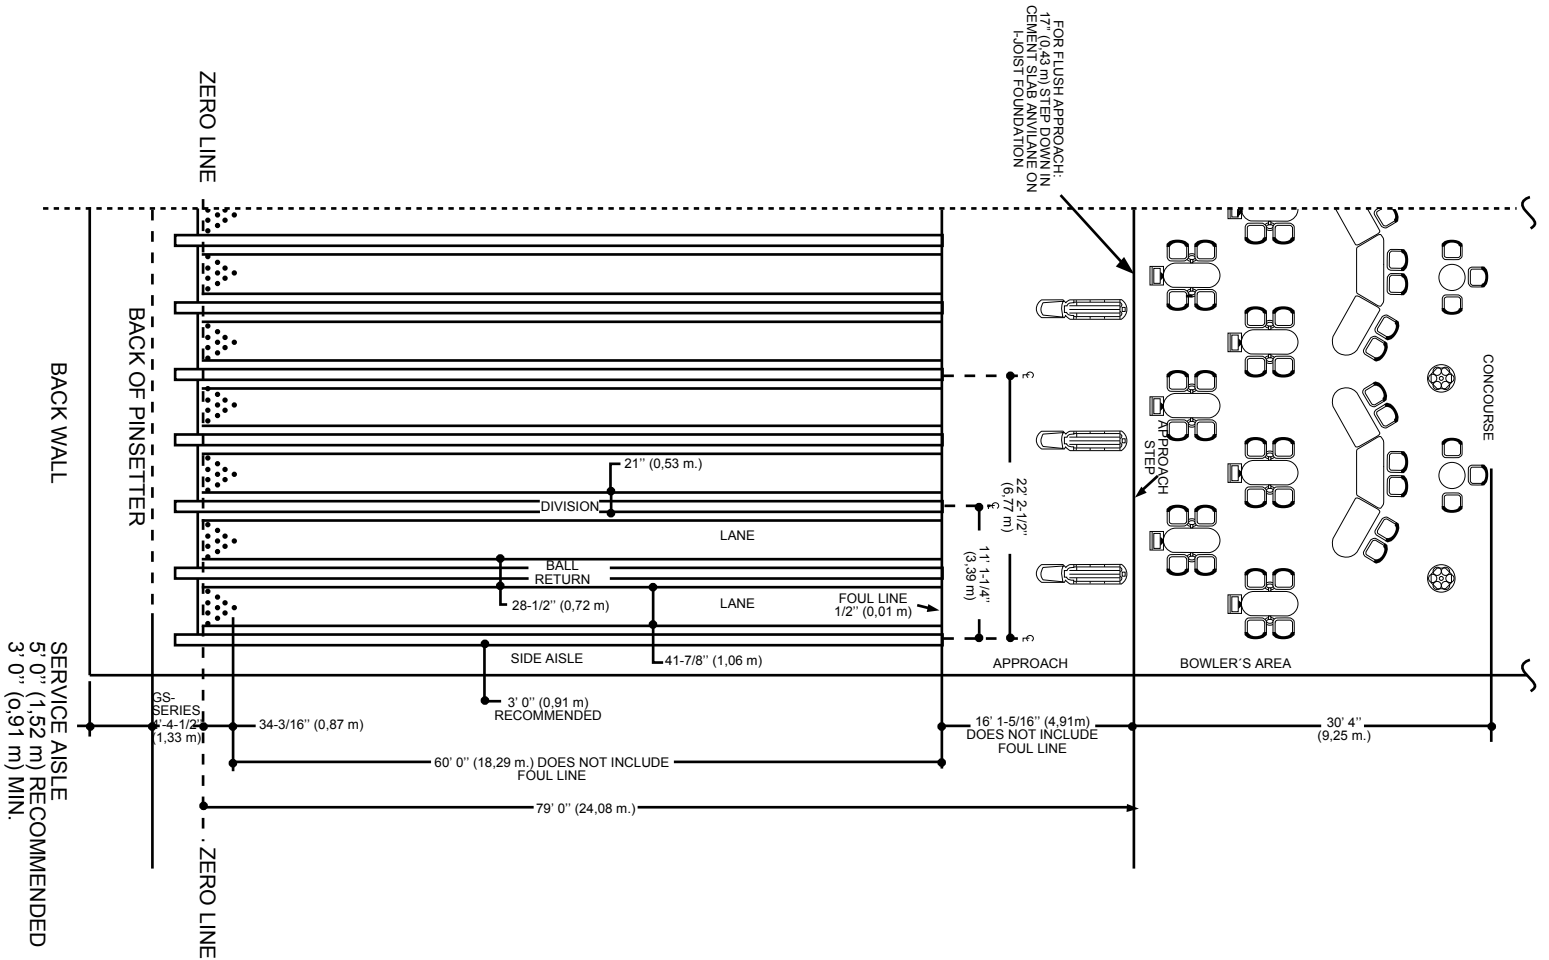 FOR FLUSH APPROACH:
17'' (0,43 m) STEP DOWN IN
CEMENT SLAB ANVILANE ON
I-JOIST FOUNDATION
ZERO LINE
BACK WALL
BACK OF PINSETTER
CONCOURSE
APPROACH
STEP
21'' (0,53 m.)
DIVISION
LANE
BALL
RETURN
28-1/2'' (0,72 m)
LANE
FOUL LINE
1/2'' (0,01 m)
22' 2-1/2''
(6,77 m)
11' 1-1/4''
(3,39 m)
SIDE AISLE
41-7/8'' (1,06 m)
APPROACH
BOWLER´S AREA
3' 0'' (0,91 m)
RECOMMENDED
GS-
SERIES
4'-4-1/2''
(1,33 m)
34-3/16'' (0,87 m)
16' 1-5/16'' (4,91m)
DOES NOT INCLUDE
FOUL LINE
30' 4''
(9,25 m.)
60' 0'' (18,29 m.) DOES NOT INCLUDE
FOUL LINE
79' 0'' (24,08 m.)
ZERO LINE
SERVICE AISLE
5' 0'' (1,52 m) RECOMMENDED
3' 0'' (o,91 m) MIN.